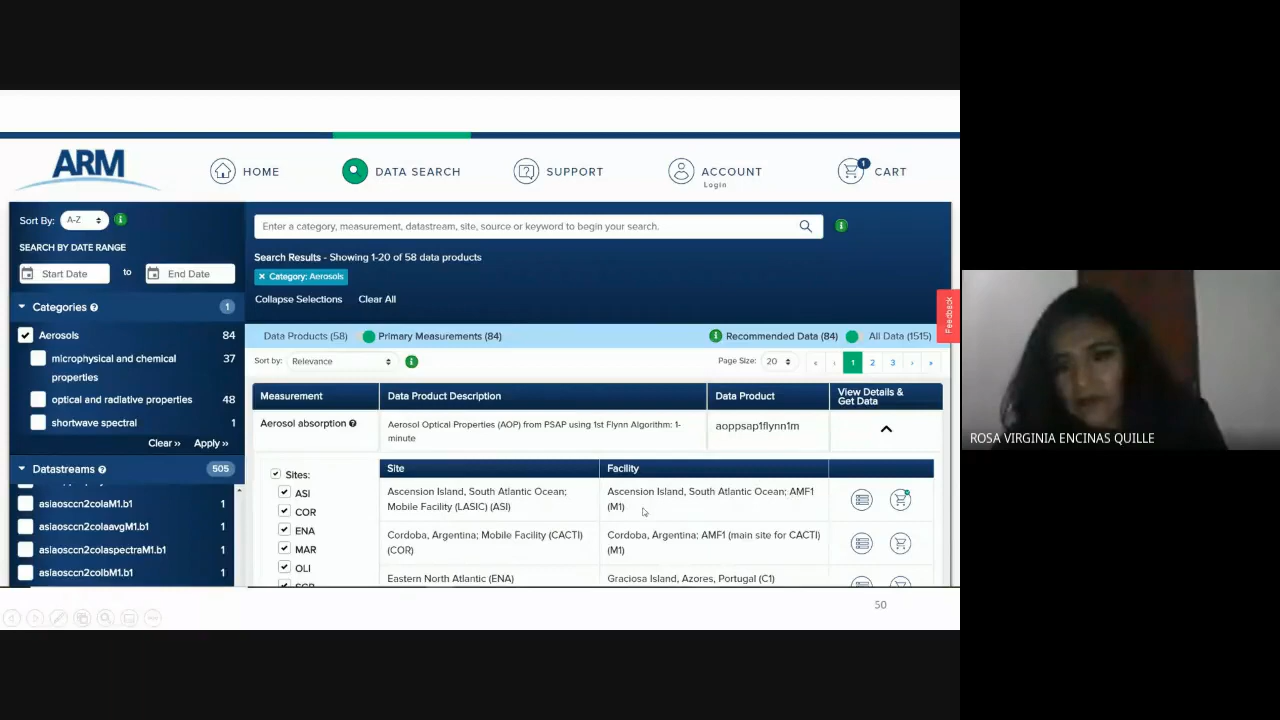 ARM
HOME
DATA SEARCH
SUPPORT
ACCOUNT
Login
1
CART
Sort By:
A-Z
i
SEARCH BY DATE RANGE
Start Date
to
End Date
Categories
1
Aerosols 84
microphysical and chemical 37
properties
optical and radiative properties 48
shortwave spectral 1
Clear ››
Apply ››
Datastreams
505
asiaosccn2colaM1.b1 1
asiaosccn2colaavgM1.b1 1
asiaosccn2colaspectraM1.b1 1
asiaosccn2colbM1.b1 1
Enter a category, measurement, datastream, site, source or keyword to begin your search.
i
Search Results - Showing 1-20 of 58 data products
× Category: Aerosols
Collapse Selections
Clear All
Feedback
Data Products (58)
Primary Measurements (84)
i
Recommended Data (84)
All Data (1515)
Sort by:
Relevance
i
Page Size:
20
« ‹ 1 2 3 › »
Measurement
Data Product Description
Data Product
View Details &
Get Data
Aerosol absorption
Aerosol Optical Properties (AOP) from PSAP using 1st Flynn Algorithm: 1-
minute
aoppsap1flynn1m
Sites:
ASI
COR
ENA
MAR
OLI
Site
Facility
Ascension Island, South Atlantic Ocean;
Mobile Facility (LASIC) (ASI)
Ascension Island, South Atlantic Ocean; AMF1
(M1)
Cordoba, Argentina; Mobile Facility (CACTI)
(COR)
Cordoba, Argentina; AMF1 (main site for CACTI)
(M1)
Eastern North Atlantic (ENA)
Graciosa Island, Azores, Portugal (C1)
50
ROSA VIRGINIA ENCINAS QUILLE